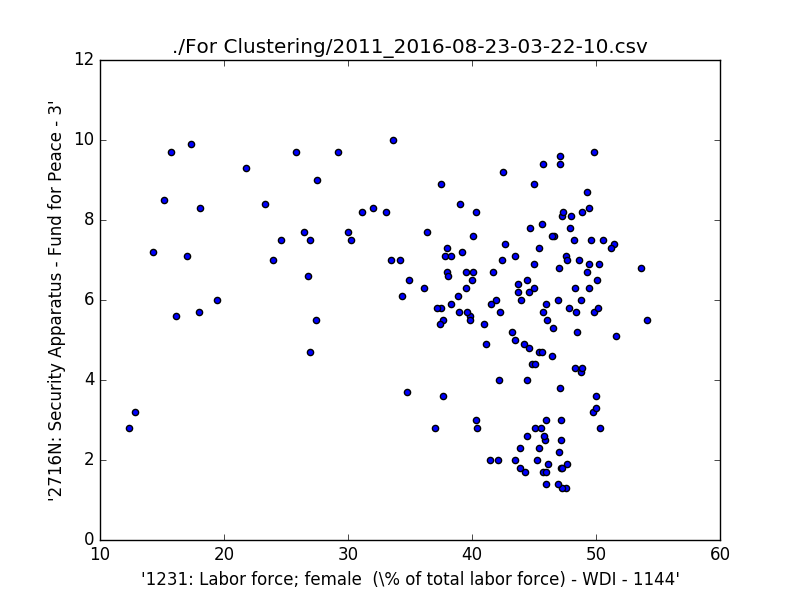 ./For Clustering/2011_2016-08-23-03-22-10.csv
'2716N: Security Apparatus - Fund for Peace - 3'
12
10
8
6
4
2
0
10 20 30 40 50 60
'1231: Labor force; female  (\% of total labor force) - WDI - 1144'